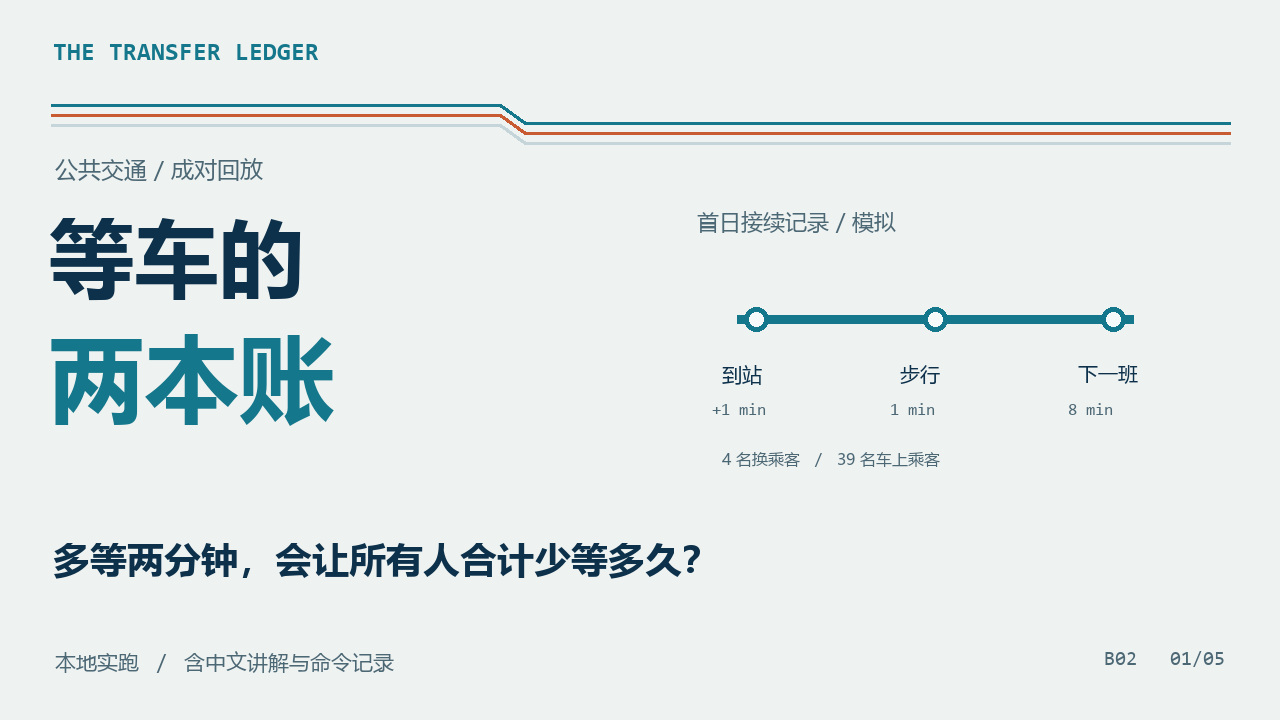 THE TRANSFER LEDGER
公共交通 / 成对回放
等车的
两本账
首日接续记录 / 模拟
到站 步行 下一班
+1 min 1 min 8 min
4 名换乘客 / 39 名车上乘客
多等两分钟，会让所有人合计少等多久？
本地实跑 / 含中文讲解与命令记录
B02 01/05